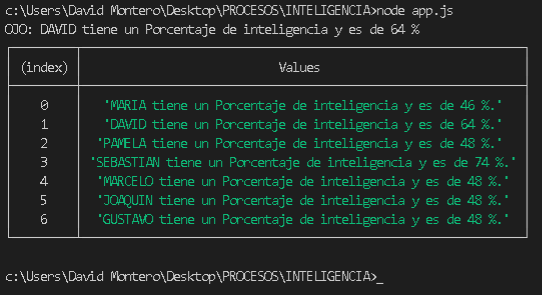 c:\Users\David Montero\Desktop\PROCESOS\INTELIGENCIA>node app.js
OJO: DAVID tiene un Porcentaje de inteligencia y es de 64 %
(index) Values
0 'MARIA tiene un Porcentaje de inteligencia y es de 46 %.'
1 'DAVID tiene un Porcentaje de inteligencia y es de 64 %.'
2 'PAMELA tiene un Porcentaje de inteligencia y es de 48 %.'
3 'SEBASTIAN tiene un Porcentaje de inteligencia y es de 74 %.'
4 'MARCELO tiene un Porcentaje de inteligencia y es de 48 %.'
5 'JOAQUIN tiene un Porcentaje de inteligencia y es de 48 %.'
6 'GUSTAVO tiene un Porcentaje de inteligencia y es de 48 %.'
c:\Users\David Montero\Desktop\PROCESOS\INTELIGENCIA>_